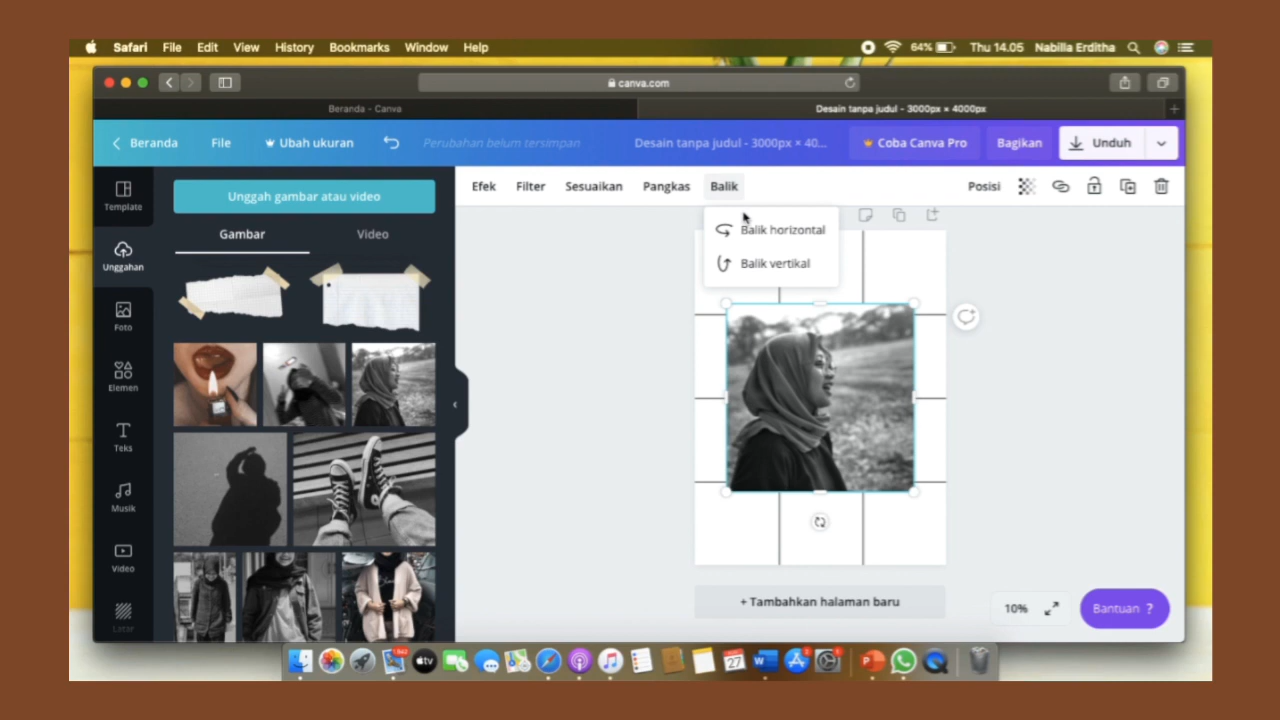 Safari File Edit View History Bookmarks Window Help 64% Thu 14.05 Nabilla Erditha
canva.com
Beranda - Canva Desain tanpa judul - 3000px × 4000px
Beranda File Ubah ukuran Perubahan belum tersimpan Desain tanpa judul - 3000px × 40... Coba Canva Pro Bagikan Unduh
Efek Filter Sesuaikan Pangkas Balik Posisi
Template
Unggah gambar atau video
Balik horizontal
Balik vertikal
Gambar Video
Unggahan
Foto
Elemen
Teks
Musik
Video
Latar
+ Tambahkan halaman baru
10%
Bantuan ?
tv
27